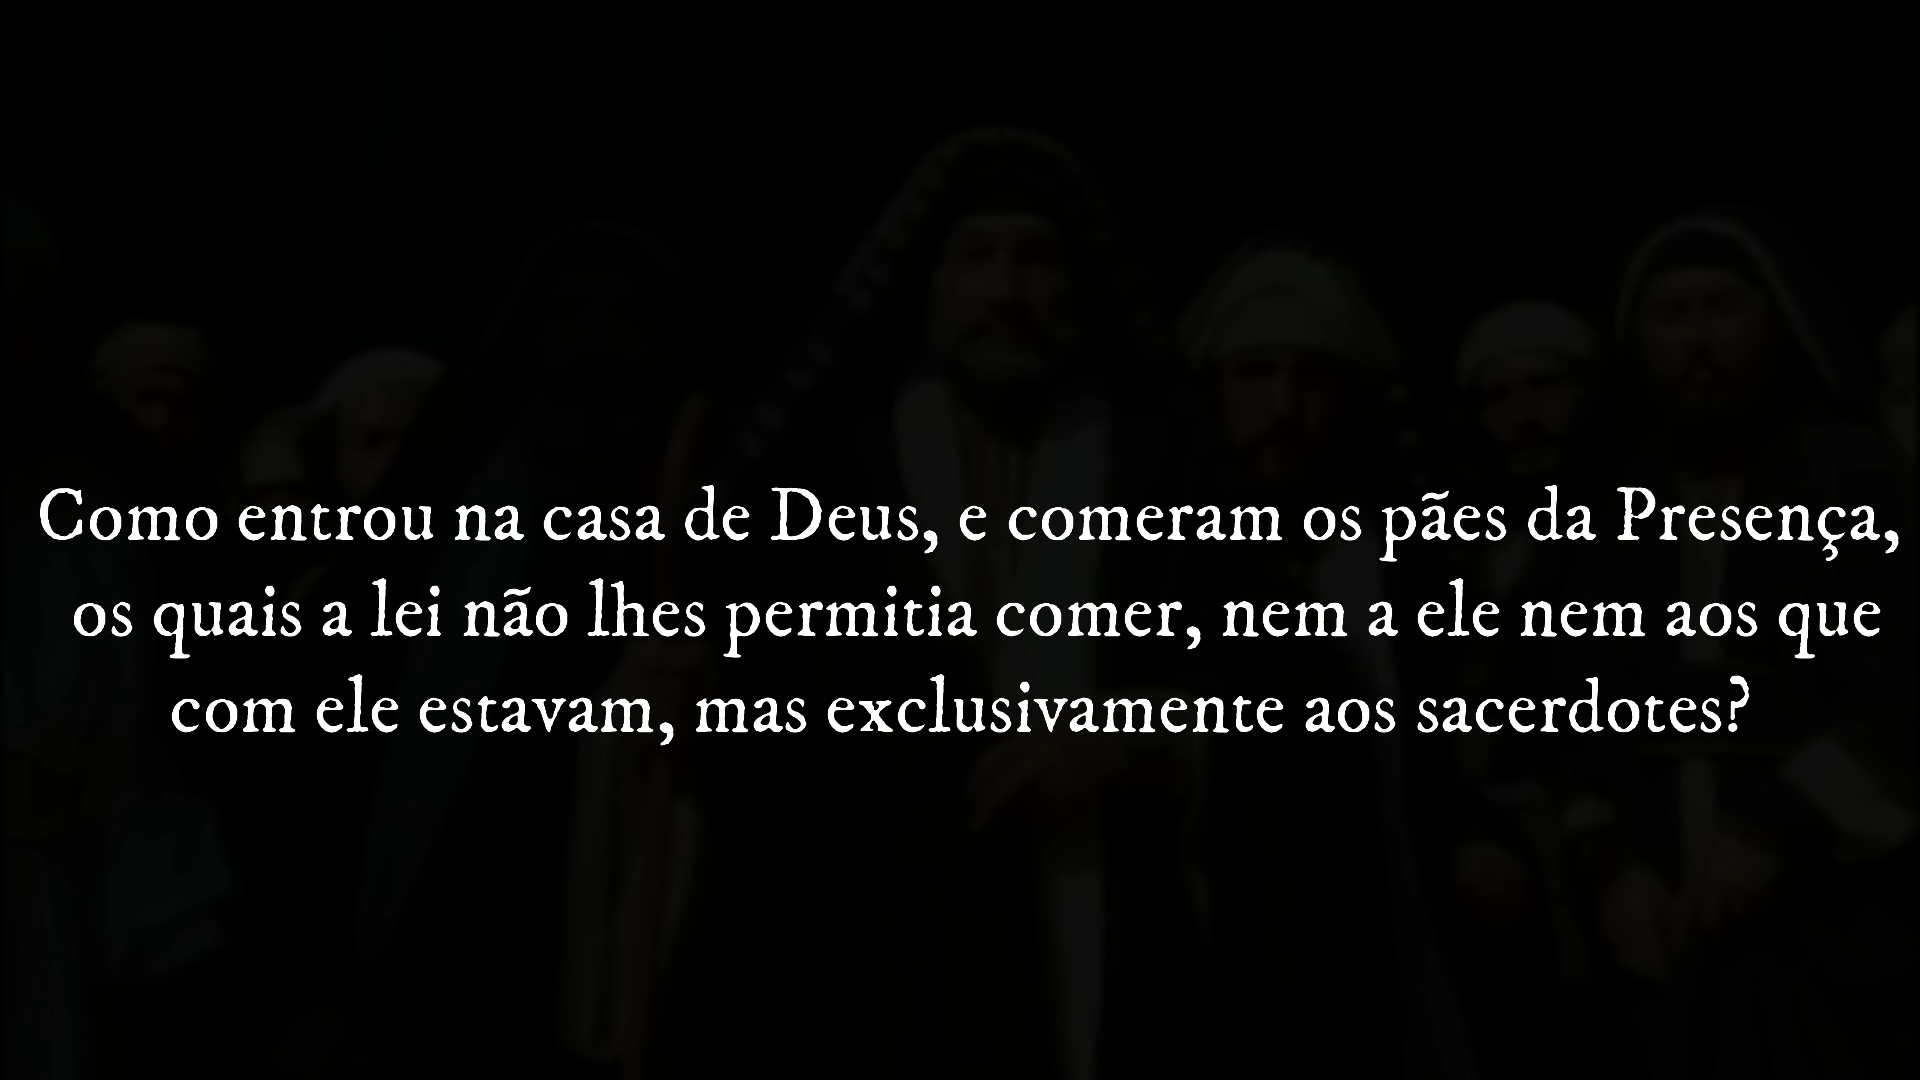 Como entrou na casa de Deus, e comeram os pães da Presença,
os quais a lei não lhes permitia comer, nem a ele nem aos que
com ele estavam, mas exclusivamente aos sacerdotes?